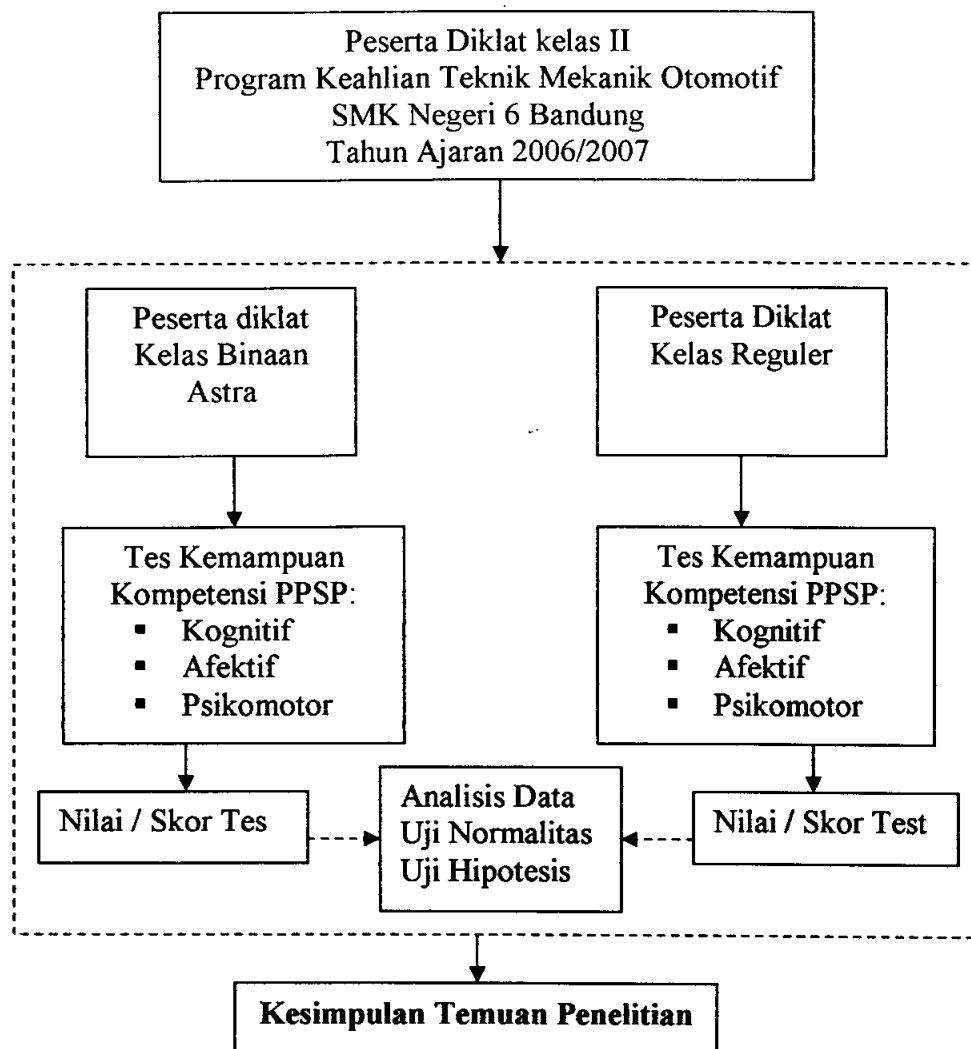 Peserta Diklat kelas II
Program Keahlian Teknik Mekanik Otomotif
SMK Negeri 6 Bandung
Tahun Ajaran 2006/2007
Peserta diklat
Kelas Binaan
Astra
Peserta Diklat
Kelas Reguler
Tes Kemampuan
Kompetensi PPSP:
▪ Kognitif
▪ Afektif
▪ Psikomotor
Tes Kemampuan
Kompetensi PPSP:
▪ Kognitif
▪ Afektif
▪ Psikomotor
Nilai / Skor Tes
Analisis Data
Uji Normalitas
Uji Hipotesis
Nilai / Skor Test
Kesimpulan Temuan Penelitian